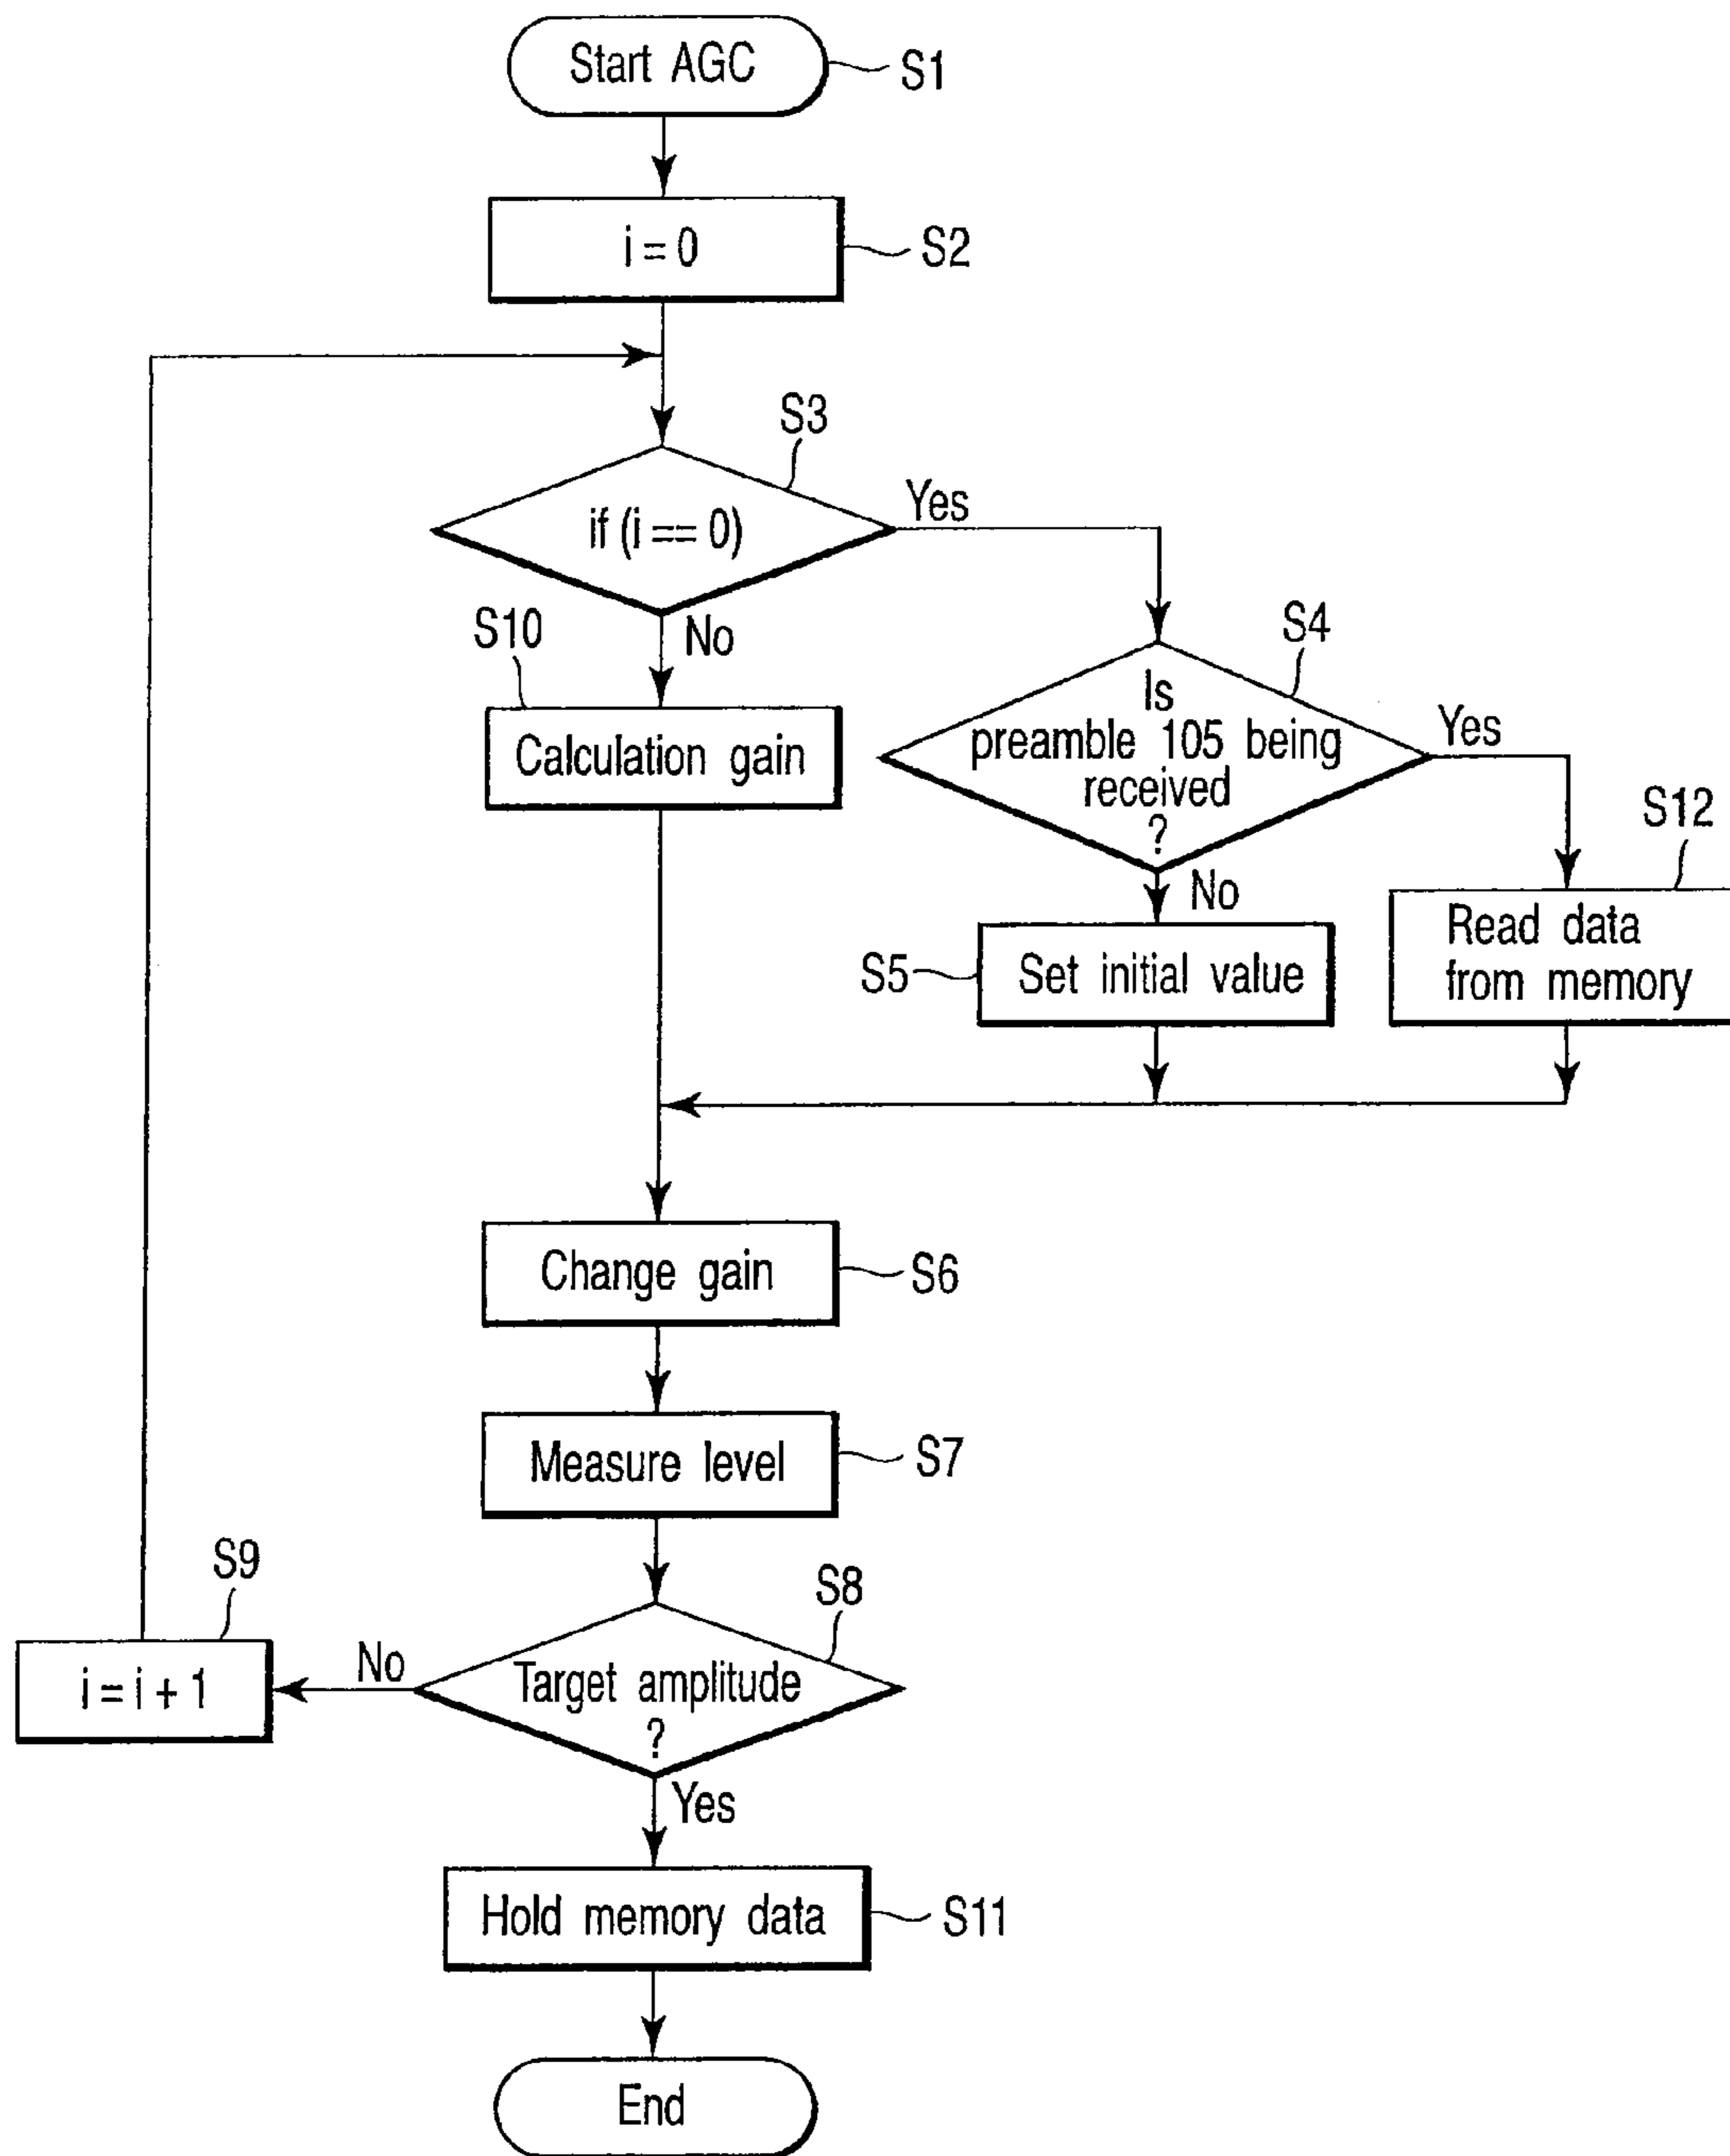 Start AGC
S1
i = 0
S2
S3
if (i == 0)
Yes
No
S10
Calculation gain
S4
Is
preamble 105 being
received
?
Yes
No
S12
Read data
from memory
S5
Set initial value
Change gain
S6
Measure level
S7
S9
i = i + 1
No
S8
Target amplitude
?
Yes
Hold memory data
S11
End